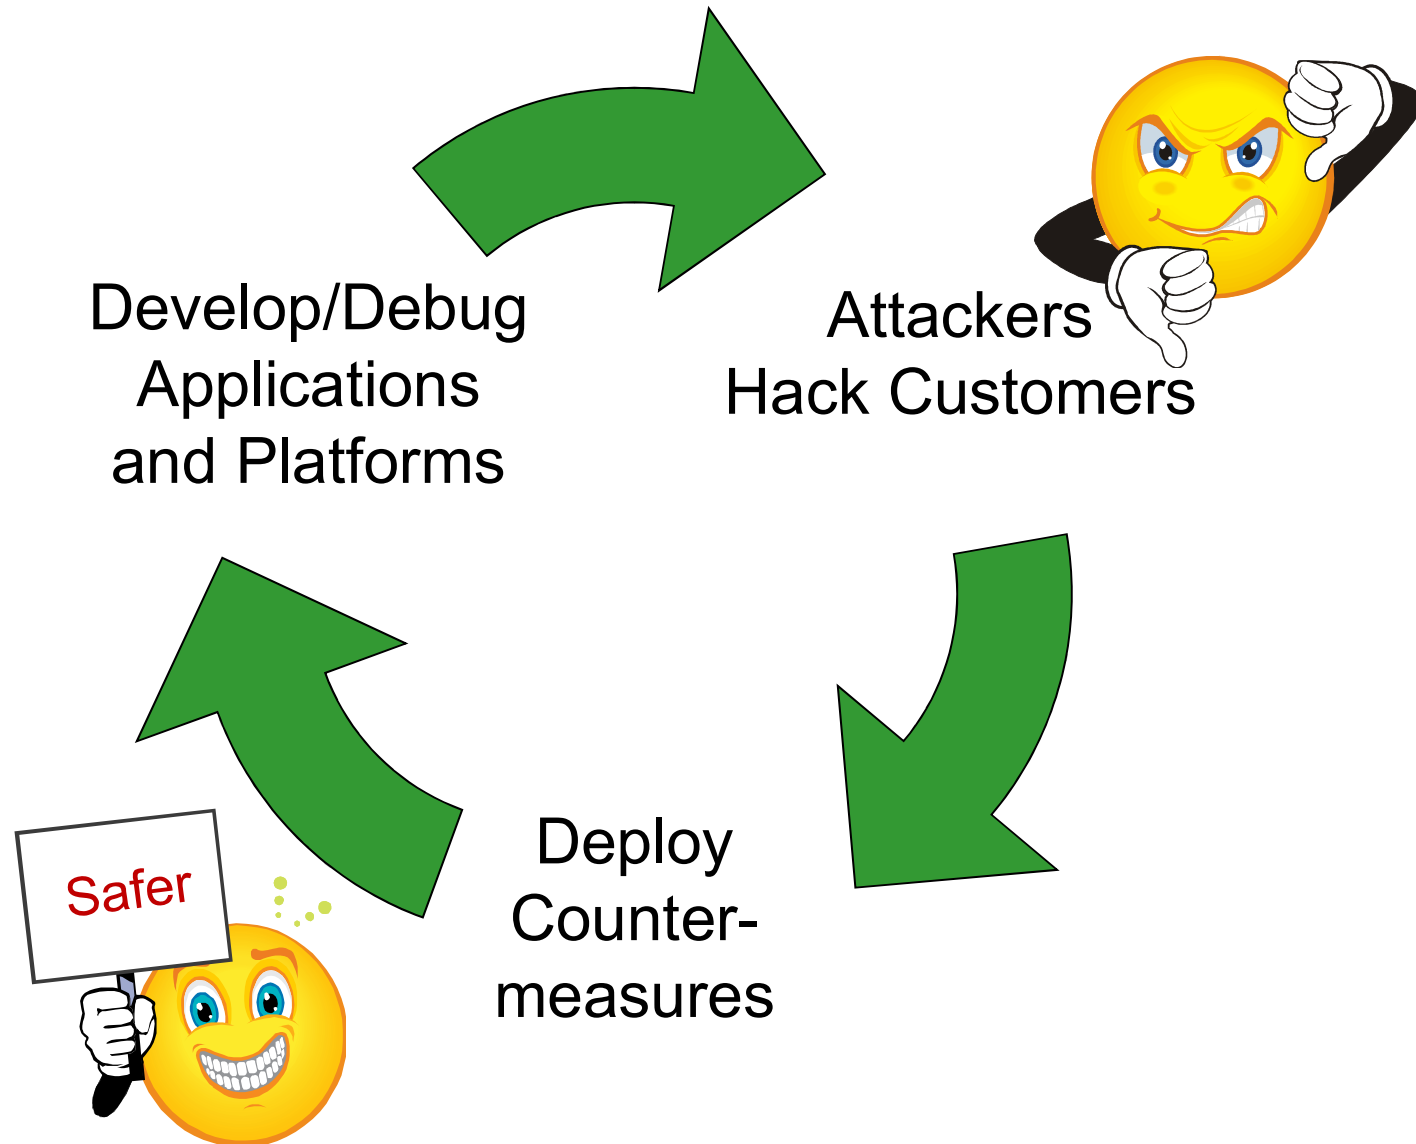 Develop/Debug
Applications
and Platforms
Attackers
Hack Customers
Deploy
Counter-
measures
Safer